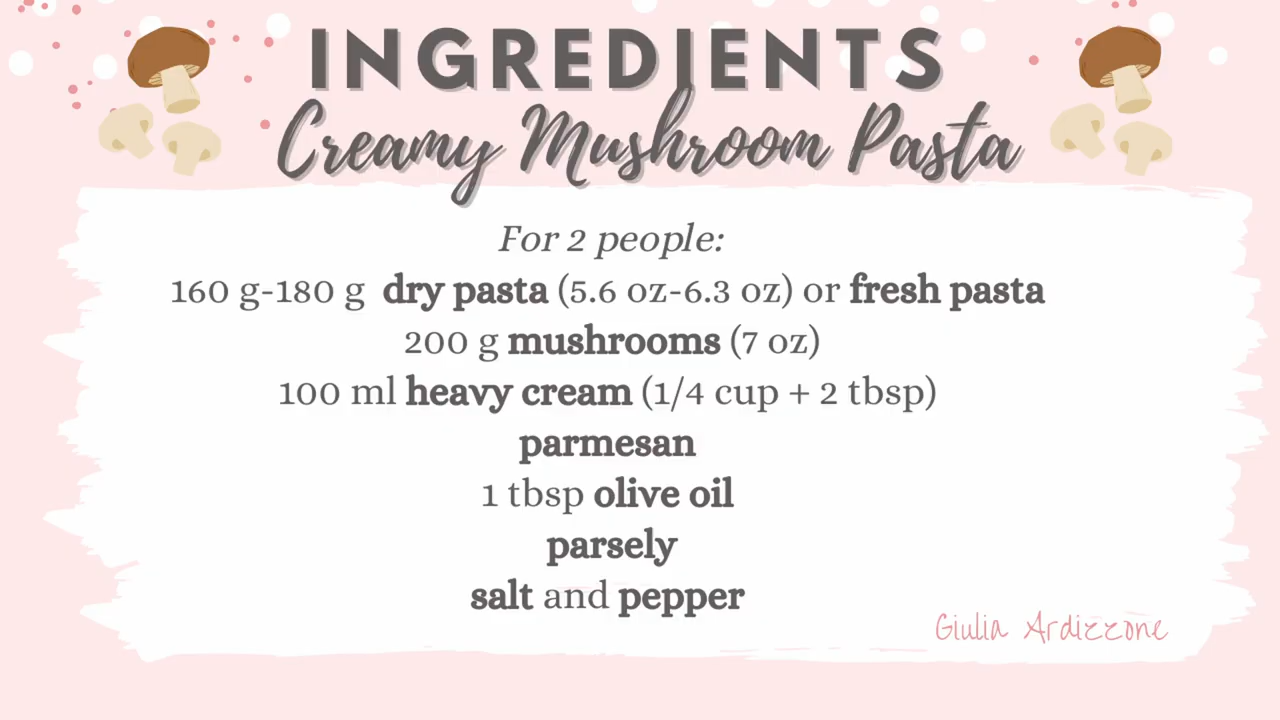 INGREDIENTS
Creamy Mushroom Pasta
For 2 people:
160 g-180 g dry pasta (5.6 oz-6.3 oz) or fresh pasta
200 g mushrooms (7 oz)
100 ml heavy cream (1/4 cup + 2 tbsp)
parmesan
1 tbsp olive oil
parsely
salt and pepper
Giulia Ardizzone